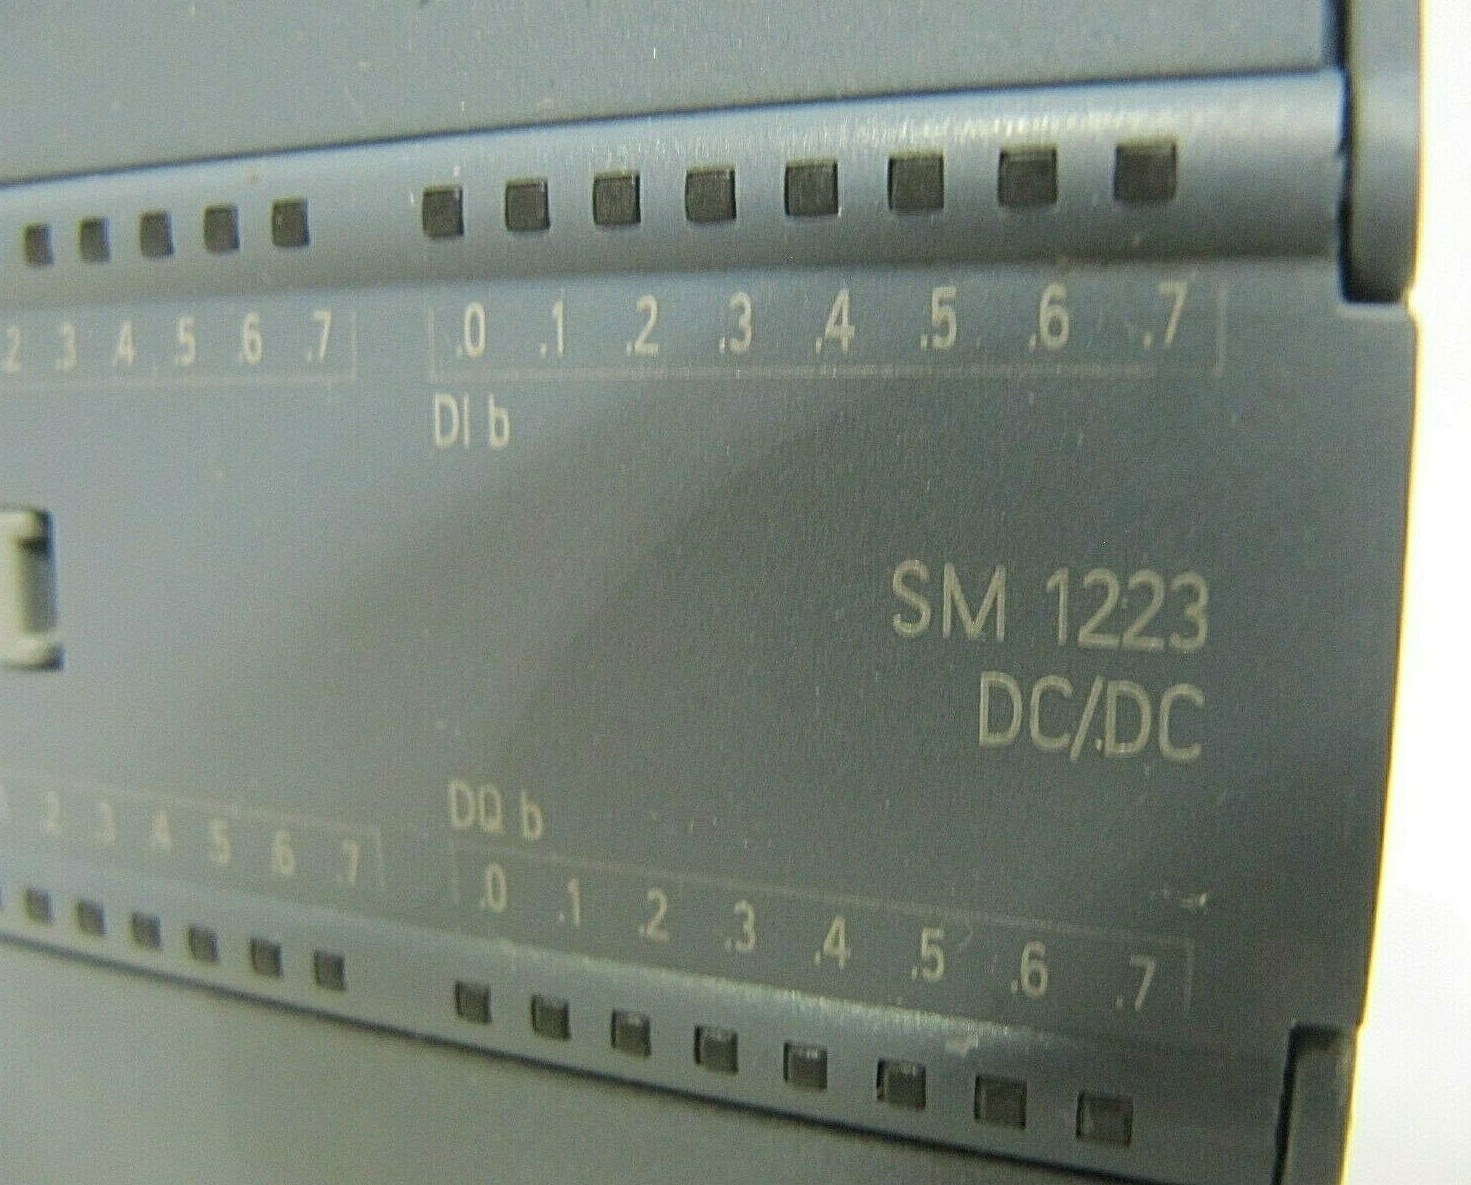 .2 .3 .4 .5 .6 .7 .0 .1 .2 .3 .4 .5 .6 .7
DI b
SM 1223
DC/DC
DQ b
.2 .3 .4 .5 .6 .7 .0 .1 .2 .3 .4 .5 .6 .7